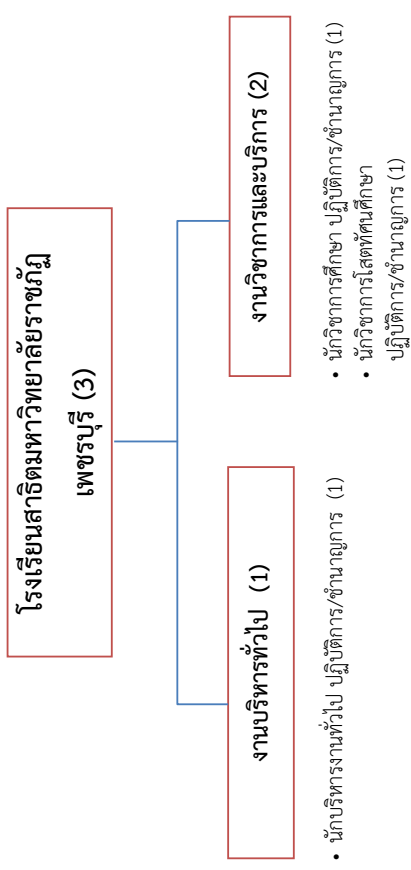 โรงเรียนสาธิตมหาวิทยาลัยราชภัฏ
เพชรบุรี (3)
งานบริหารทั่วไป (1)
• นักบริหารงานทั่วไป ปฏิบัติการ/ชำนาญการ (1)
งานวิชาการและบริการ (2)
• นักวิชาการศึกษา ปฏิบัติการ/ชำนาญการ (1)
• นักวิชาการโสตทัศนศึกษา
ปฏิบัติการ/ชำนาญการ (1)